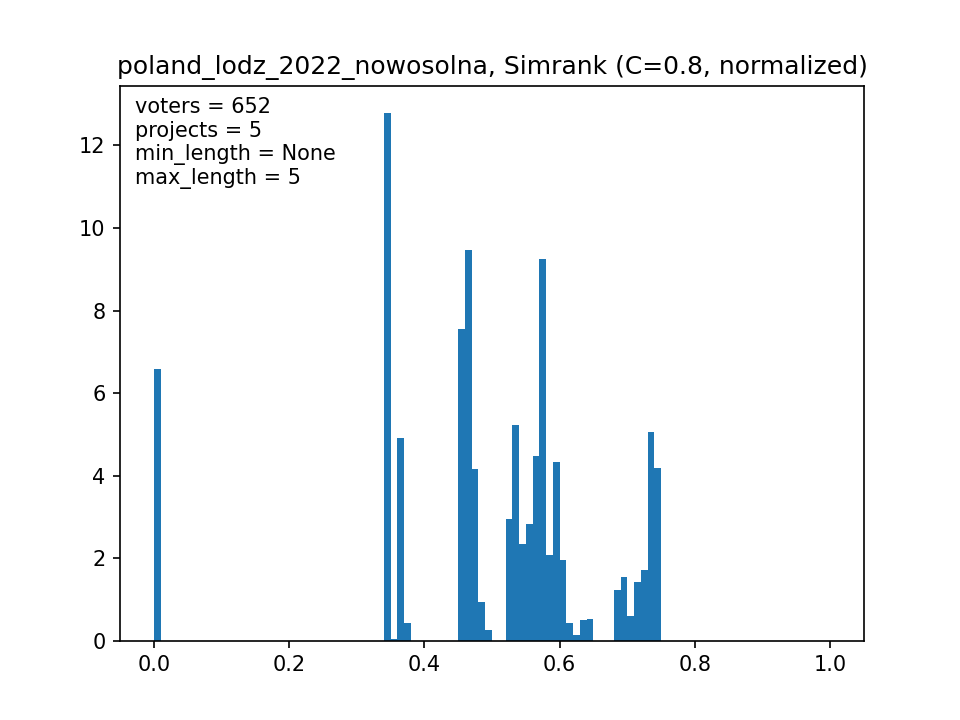 poland_lodz_2022_nowosolna, Simrank (C=0.8, normalized)
voters = 652
projects = 5
min_length = None
max_length = 5
12
10
8
6
4
2
0
0.0 0.2 0.4 0.6 0.8 1.0